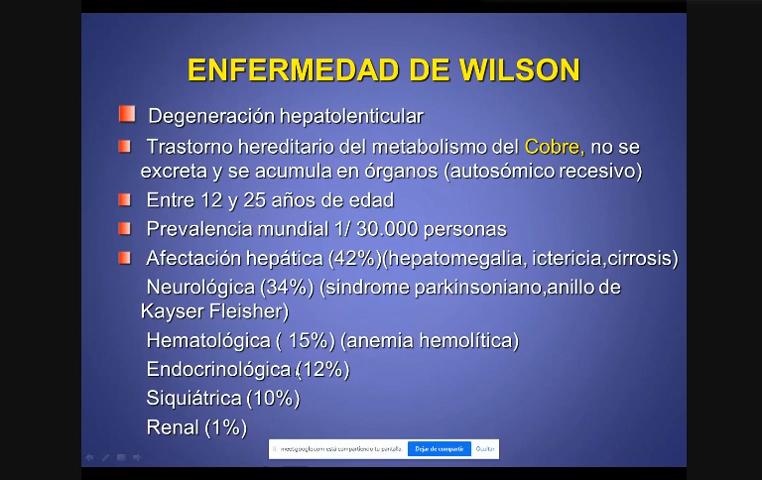 ENFERMEDAD DE WILSON
Degeneración hepatolenticular
Trastorno hereditario del metabolismo del Cobre, no se
excreta y se acumula en órganos (autosómico recesivo)
Entre 12 y 25 años de edad
Prevalencia mundial 1/ 30.000 personas
Afectación hepática (42%)(hepatomegalia, ictericia,cirrosis)
Neurológica (34%) (sindrome parkinsoniano,anillo de
Kayser Fleisher)
Hematológica ( 15%) (anemia hemolítica)
Endocrinológica (12%)
Siquiátrica (10%)
Renal (1%)
meet.google.com está compartiendo tu pantalla. Dejar de compartir Ocultar